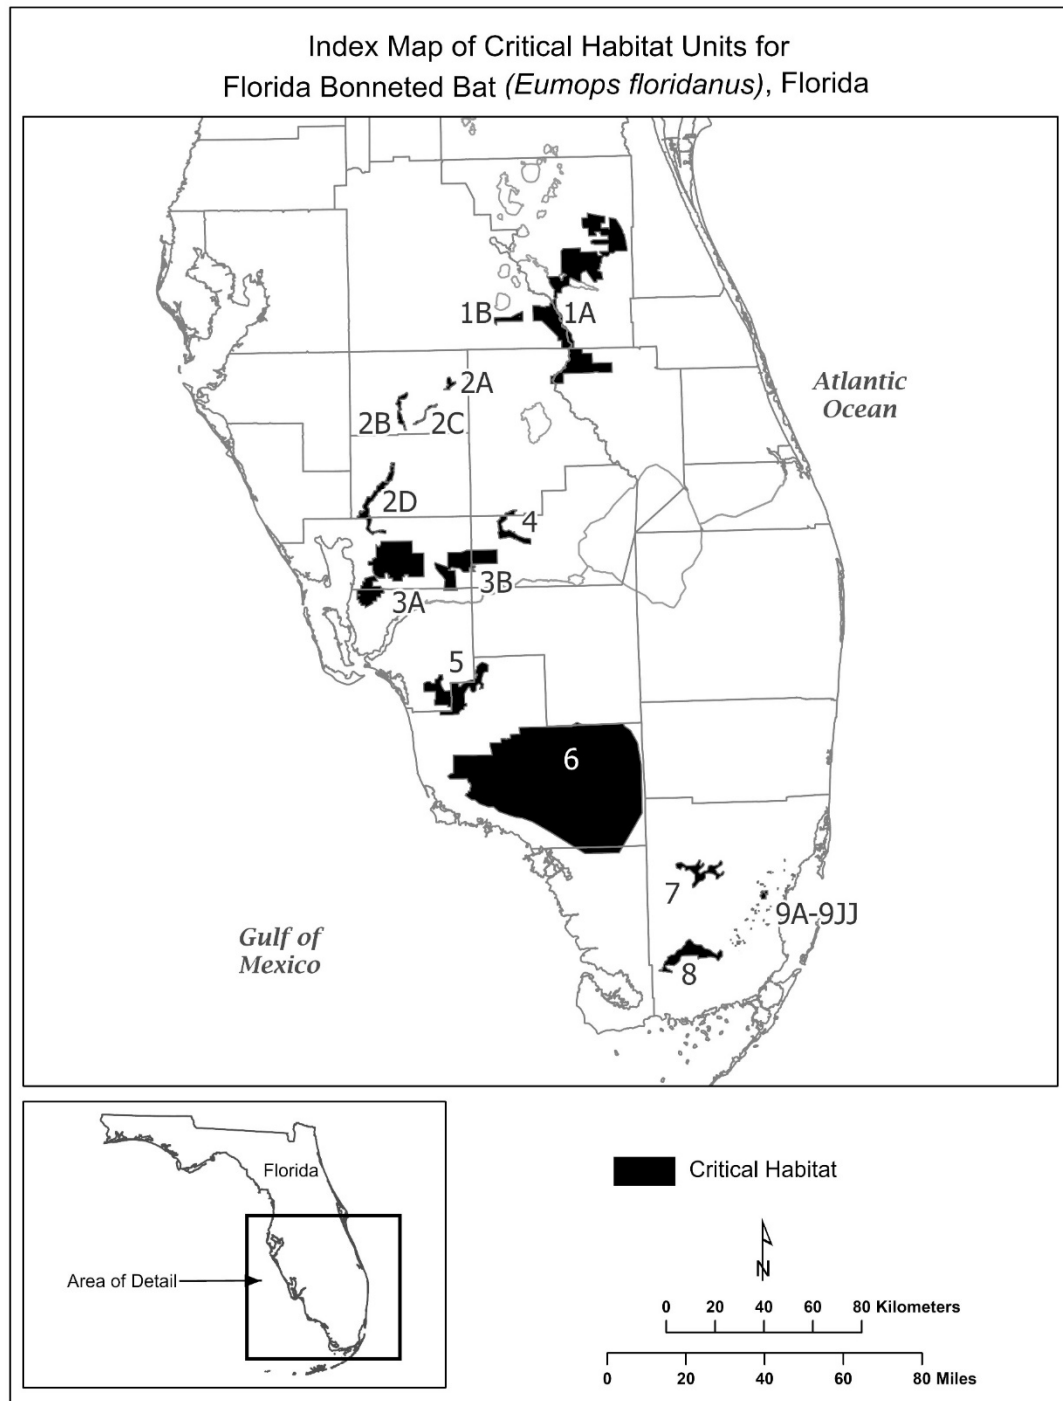 Index Map of Critical Habitat Units for
Florida Bonneted Bat (Eumops floridanus), Florida
1B
1A
2A
2B
2C
Atlantic
Ocean
2D
4
3B
3A
5
6
7
9A-9JJ
Gulf of
Mexico
8
Florida
Area of Detail
Critical Habitat
N
0 20 40 60 80 Kilometers
0 20 40 60 80 Miles